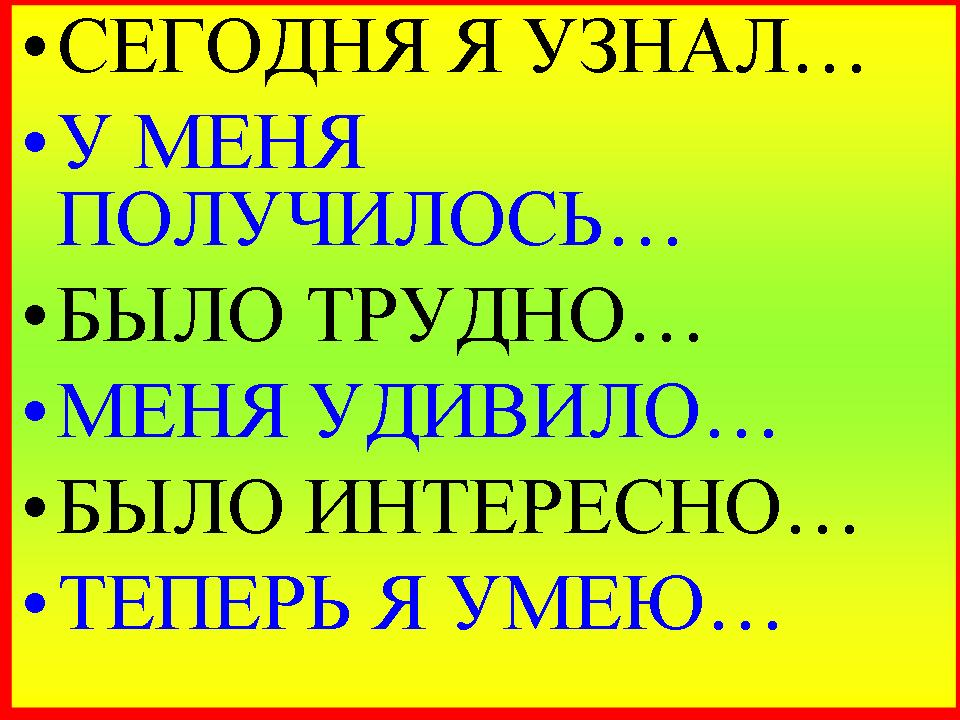 • СЕГОДНЯ Я УЗНАЛ…
• У МЕНЯ
ПОЛУЧИЛОСЬ…
• БЫЛО ТРУДНО…
• МЕНЯ УДИВИЛО…
• БЫЛО ИНТЕРЕСНО…
• ТЕПЕРЬ Я УМЕЮ…